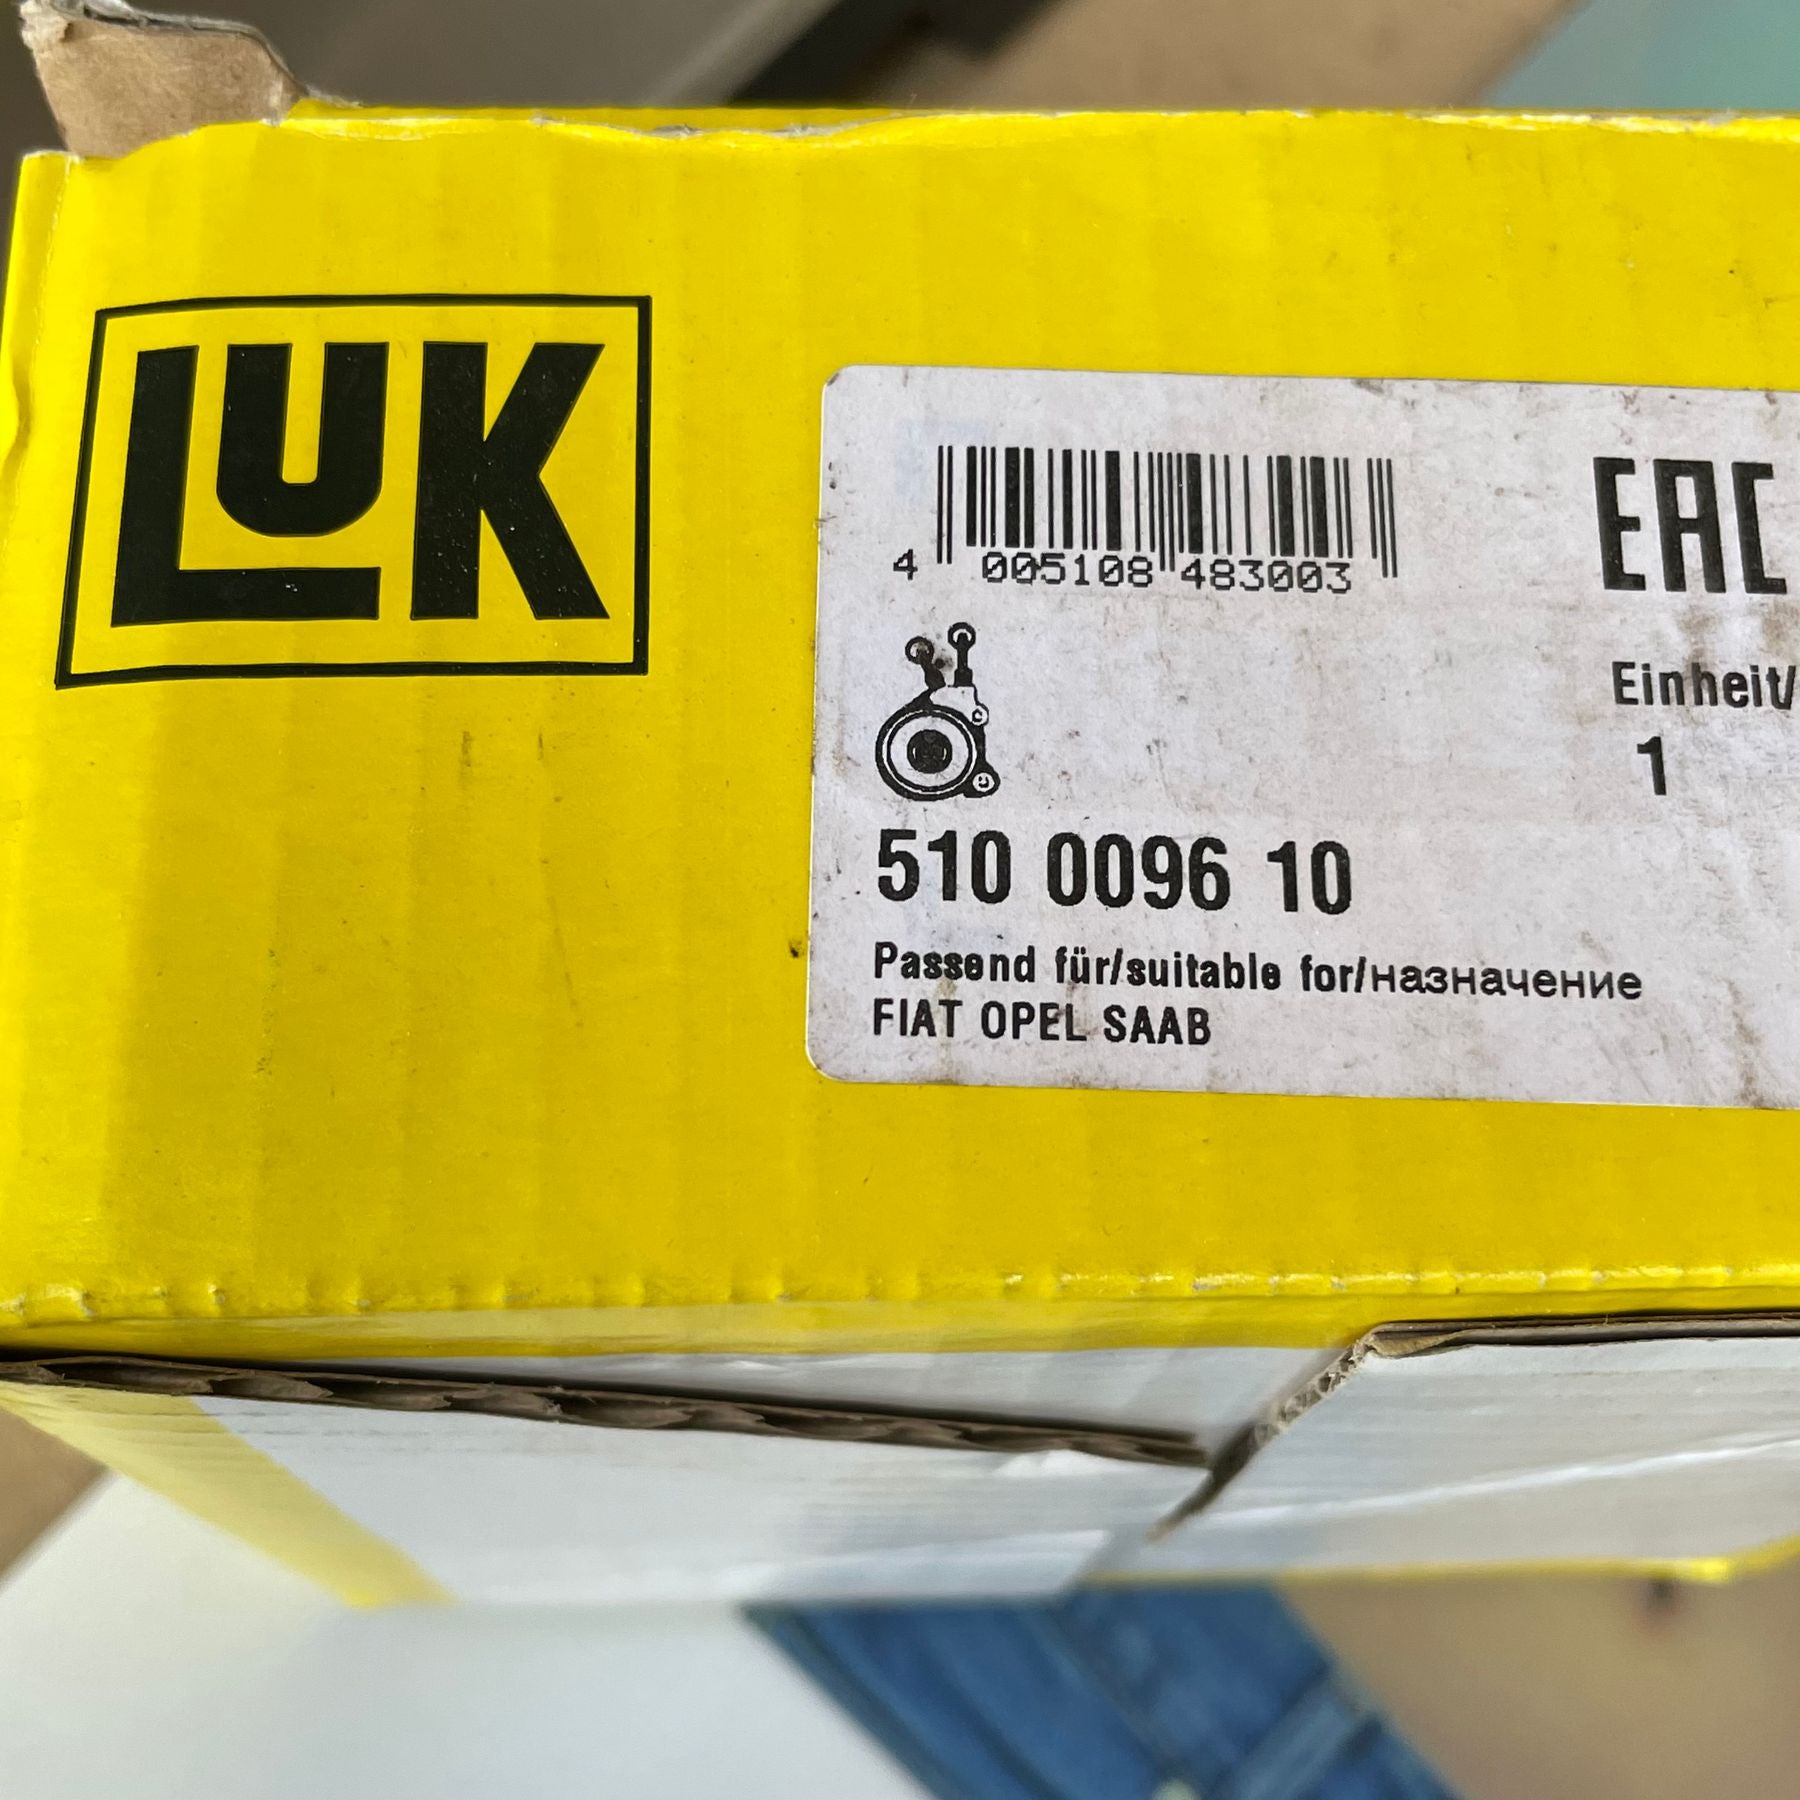 LUK
4 005108 483003
EAC
Einheit/
1
510 0096 10
Passend für/suitable for/назначение
FIAT OPEL SAAB